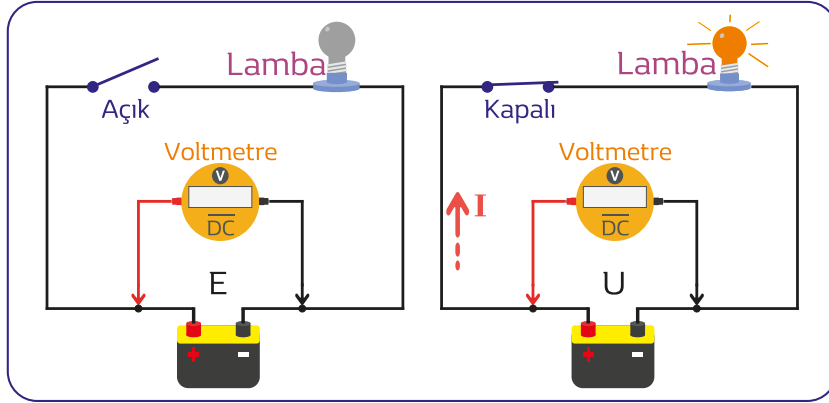 Lamba
Açık
Voltmetre
V
DC
E
+ -
Lamba
Kapalı
Voltmetre
V
DC
I
U
+ -